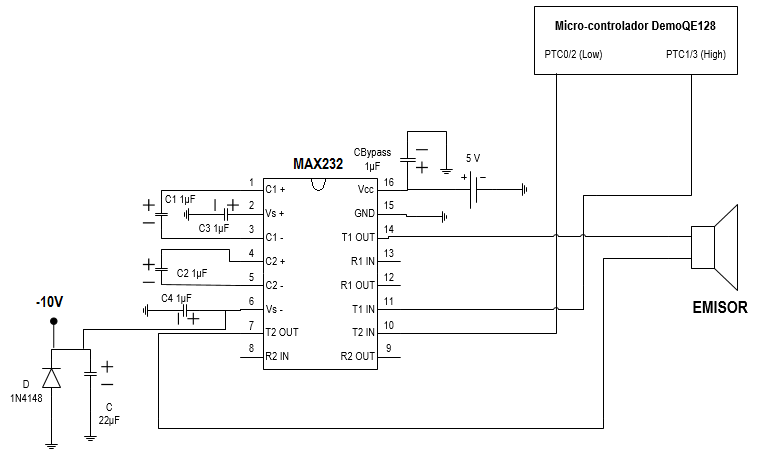 Micro-controlador DemoQE128
PTC0/2 (Low)
PTC1/3 (High)
MAX232
CBypass
1µF
5 V
+
−
−
+
1
C1 +
2
Vs +
3
C1 -
4
C2 +
5
C2 -
6
Vs -
7
T2 OUT
8
R2 IN
16
Vcc
15
GND
14
T1 OUT
13
R1 IN
12
R1 OUT
11
T1 IN
10
T2 IN
9
R2 OUT
+
−
C1 1µF
+
C3 1µF
+
−
C2 1µF
C4 1µF
+
-10V
+
−
D
1N4148
C
22µF
EMISOR